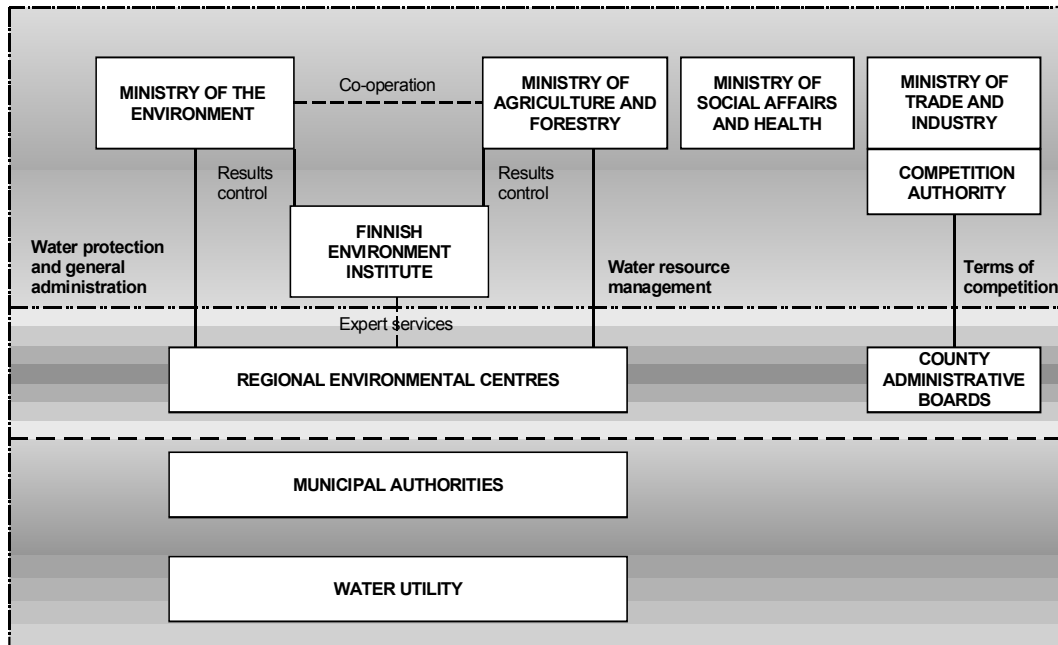 MINISTRY OF THE
ENVIRONMENT
Co-operation
MINISTRY OF
AGRICULTURE AND
FORESTRY
MINISTRY OF
SOCIAL AFFAIRS
AND HEALTH
MINISTRY OF
TRADE AND
INDUSTRY
Results
control
Results
control
COMPETITION
AUTHORITY
FINNISH
ENVIRONMENT
INSTITUTE
Water protection
and general
administration
Water resource
management
Terms of
competition
Expert services
REGIONAL ENVIRONMENTAL CENTRES
COUNTY
ADMINISTRATIVE
BOARDS
MUNICIPAL AUTHORITIES
WATER UTILITY